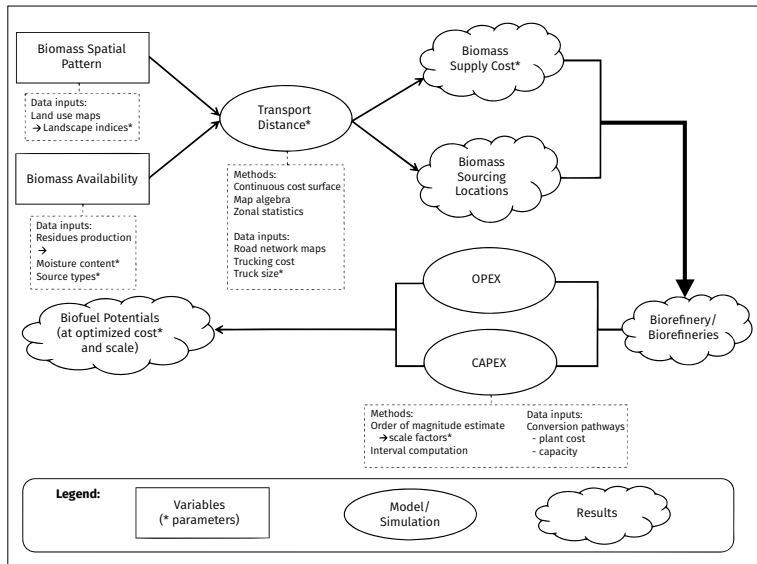 Biomass Spatial
Pattern
Data inputs:
Land use maps
→ Landscape indices*
Biomass Availability
Data inputs:
Residues production
→
Moisture content*
Source types*
Transport
Distance*
Methods:
Continuous cost surface
Map algebra
Zonal statistics
Data inputs:
Road network maps
Trucking cost
Truck size*
Biomass
Supply Cost*
Biomass
Sourcing
Locations
OPEX
CAPEX
Biorefinery/
Biorefineries
Biofuel Potentials
(at optimized cost*
and scale)
Methods:
Order of magnitude estimate
→scale factors*
Interval computation
Data inputs:
Conversion pathways
- plant cost
- capacity
Legend:
Variables
(* parameters)
Model/
Simulation
Results